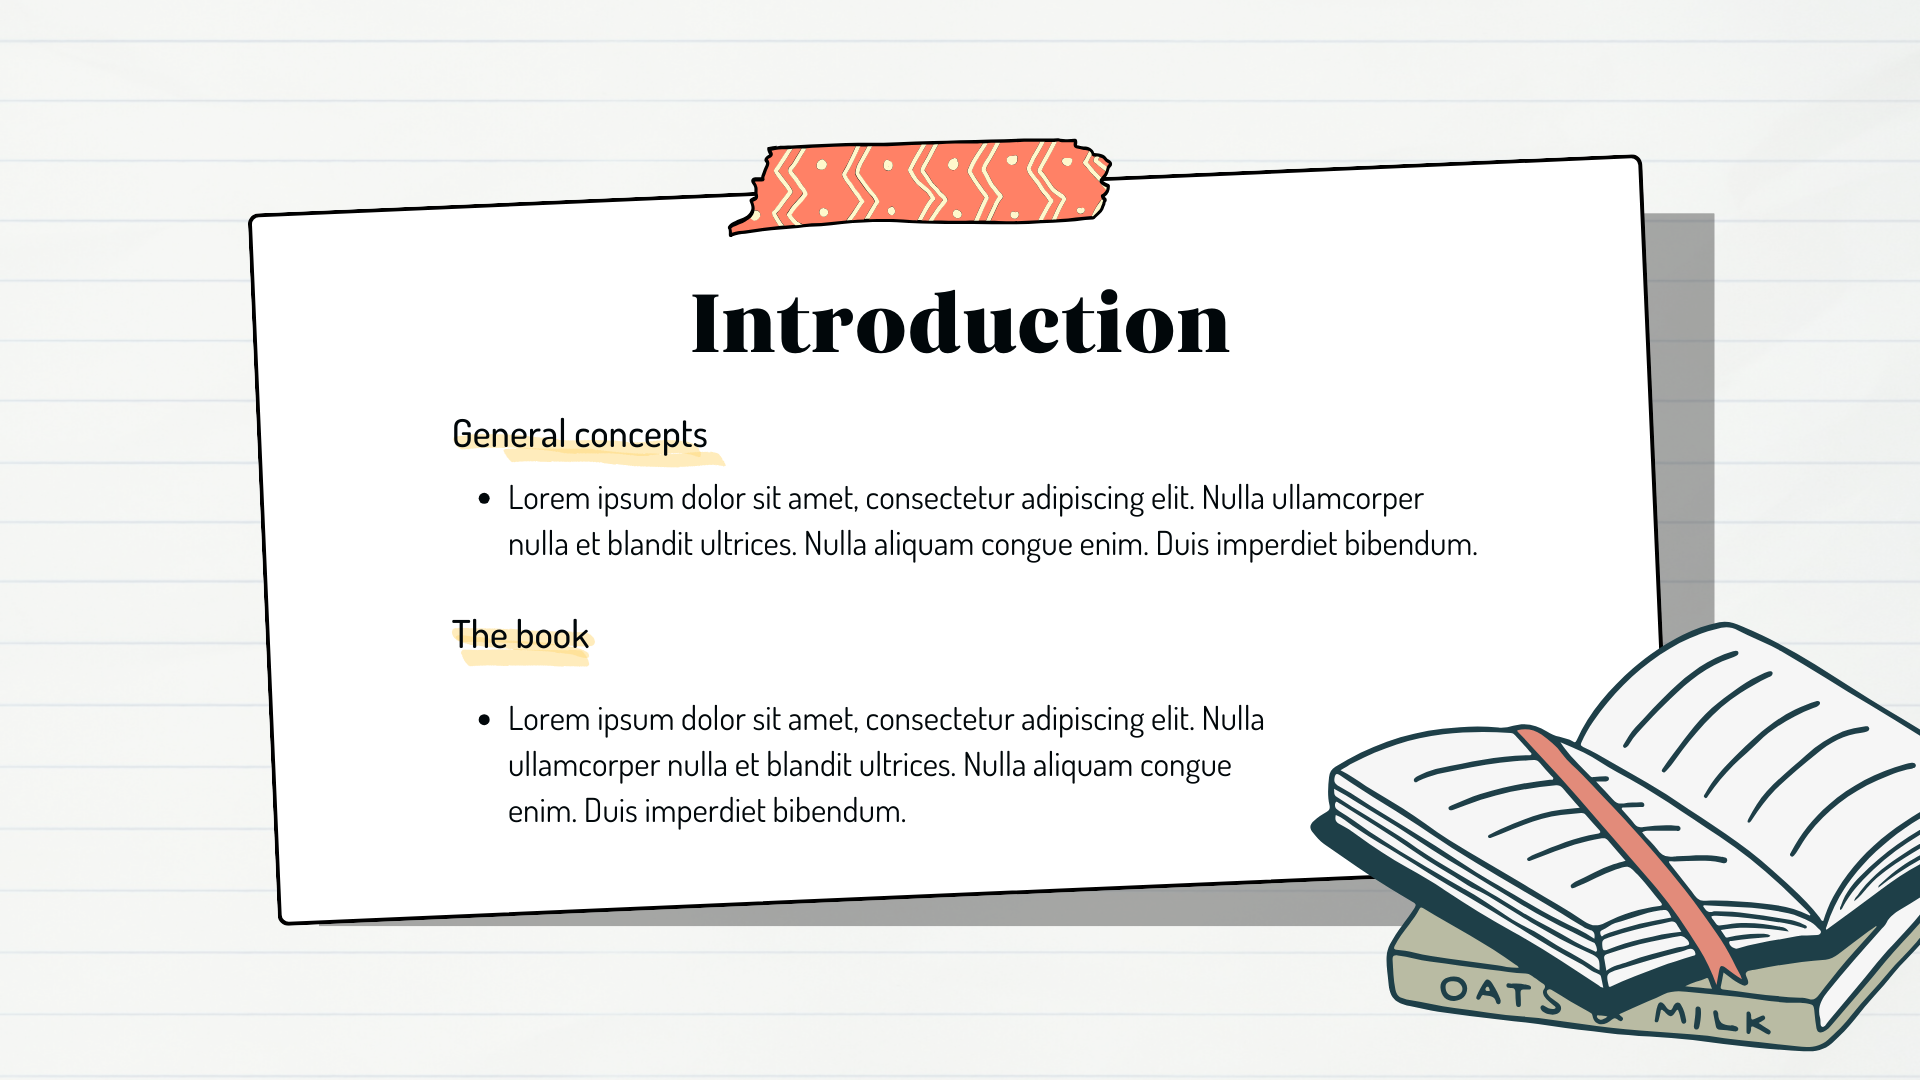 Introduction
General concepts
• Lorem ipsum dolor sit amet, consectetur adipiscing elit. Nulla ullamcorper
nulla et blandit ultrices. Nulla aliquam congue enim. Duis imperdiet bibendum.
The book
• Lorem ipsum dolor sit amet, consectetur adipiscing elit. Nulla
ullamcorper nulla et blandit ultrices. Nulla aliquam congue
enim. Duis imperdiet bibendum.
OATS & MILK